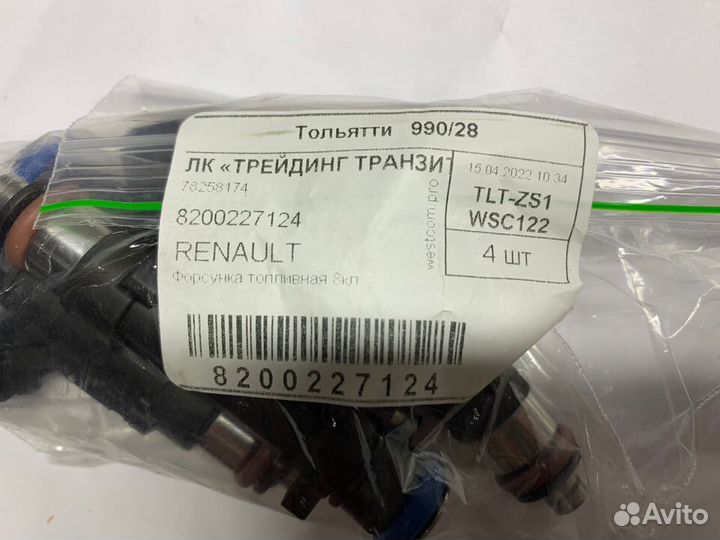 Тольятти 990/28
ЛК «ТРЕЙДИНГ ТРАНЗИТ
78258174
8200227124
RENAULT
Форсунка топливная 8кл
westcom.pro
15.04.2022 10:34
TLT-ZS1
WSC122
4 шт
8200227124
Avito